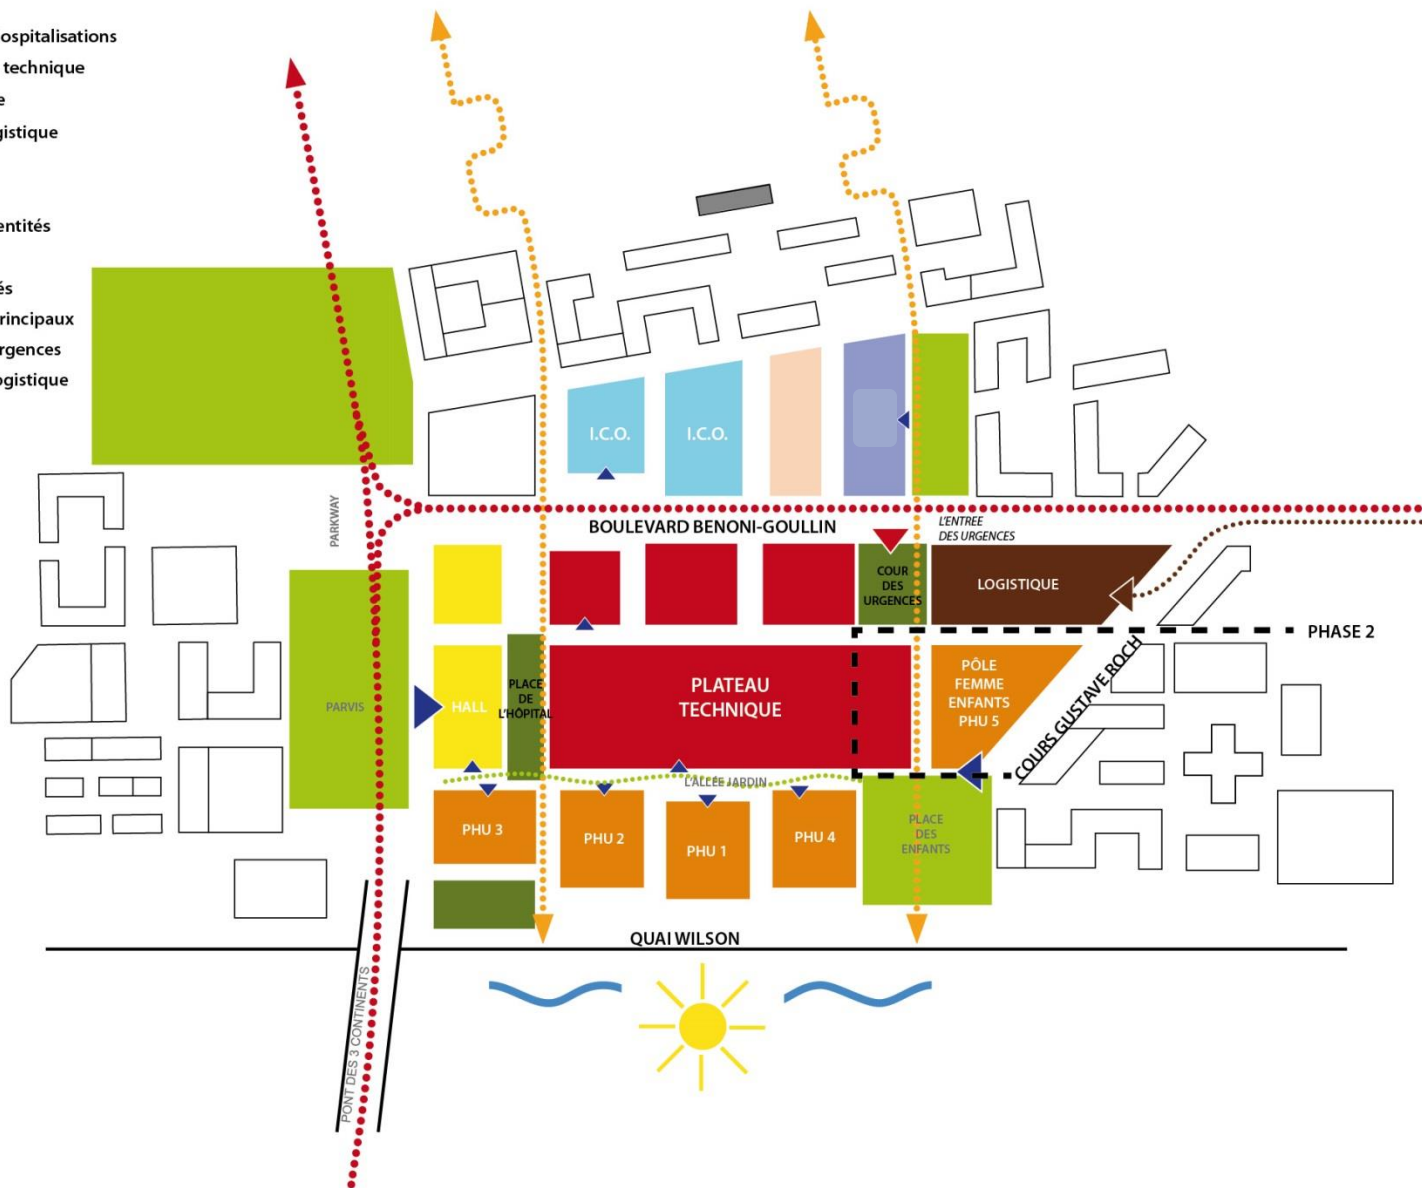 ospitalisations
technique
e
gistique
entités
és
rincipaux
rgences
ogistique
I.C.O.
I.C.O.
PARKWAY
BOULEVARD BENONI-GOULLIN
L'ENTREE
DES URGENCES
COUR
DES
URGENCES
LOGISTIQUE
PHASE 2
PARVIS
HALL
PLACE
DE
L'HÔPITAL
PLATEAU
TECHNIQUE
PÔLE
FEMME
ENFANTS
PHU 5
COURS GUSTAVE ROCH
L'ALLÉE JARDIN
PHU 3
PHU 2
PHU 1
PHU 4
PLACE
DES
ENFANTS
QUAI WILSON
PONT DES 3 CONTINENTS